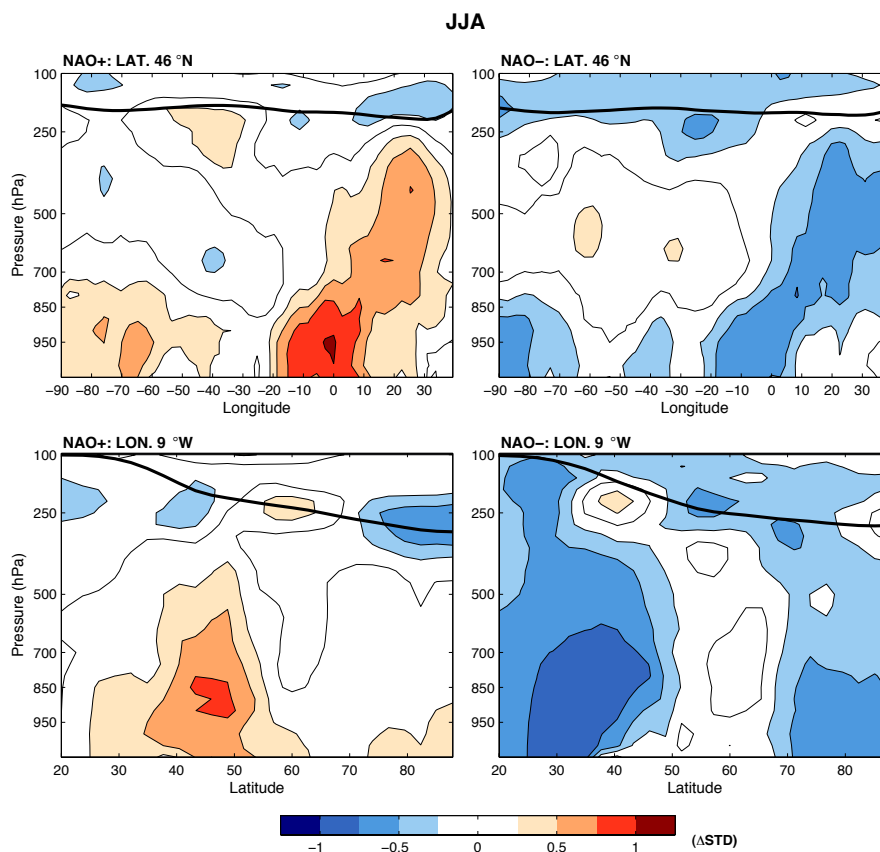 JJA
NAO+: LAT. 46 °N
100
250
500
700
850
950
Pressure (hPa)
−90 −80 −70 −60 −50 −40 −30 −20 −10 0 10 20 30
Longitude
NAO−: LAT. 46 °N
100
250
500
700
850
950
−90 −80 −70 −60 −50 −40 −30 −20 −10 0 10 20 30
Longitude
NAO+: LON. 9 °W
100
250
500
700
850
950
Pressure (hPa)
20 30 40 50 60 70 80
Latitude
NAO−: LON. 9 °W
100
250
500
700
850
950
20 30 40 50 60 70 80
Latitude
−1 −0.5 0 0.5 1
(ΔSTD)